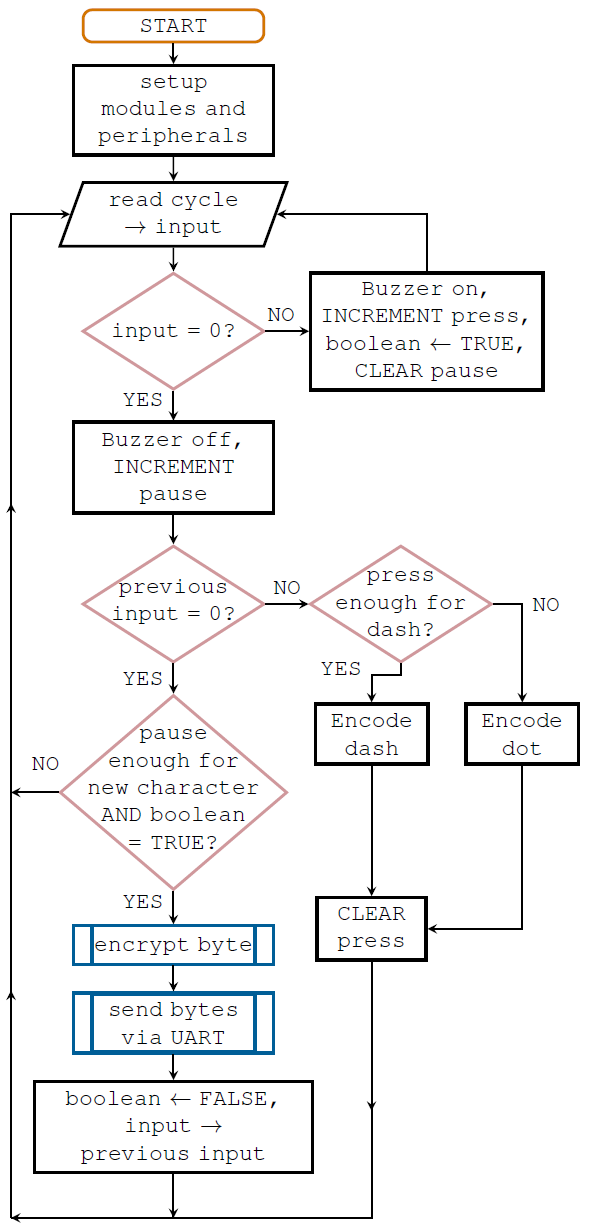 START
setup
modules and
peripherals
read cycle
→ input
input = 0?
NO
Buzzer on,
INCREMENT press,
boolean ← TRUE,
CLEAR pause
YES
Buzzer off,
INCREMENT
pause
previous
input = 0?
NO
press
enough for
dash?
NO
YES
YES
Encode
dash
Encode
dot
pause
enough for
new character
AND boolean
= TRUE?
NO
YES
CLEAR
press
encrypt byte
send bytes
via UART
boolean ← FALSE,
input →
previous input